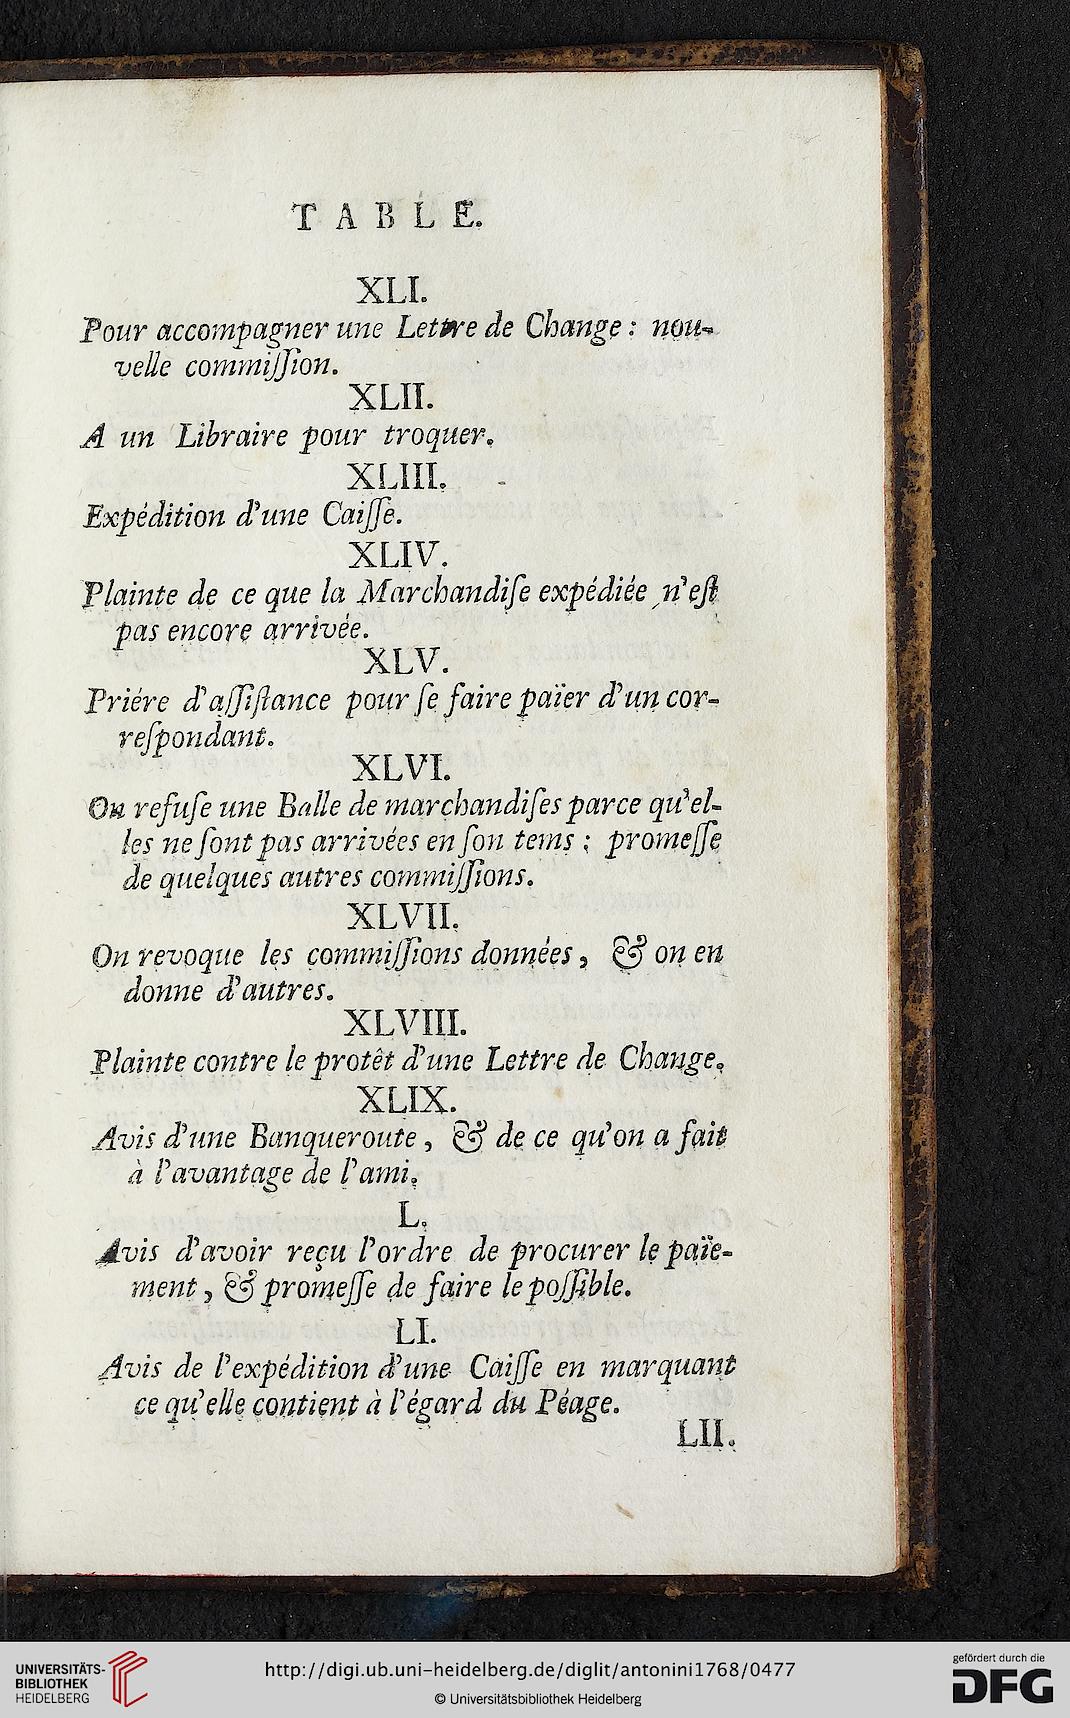 TABLE.
XLI.
Pour accompagner une Lettre de Change: nou-
velle commiſſion.
XLII.
A un Libraire pour troquer.
XLIII.
Expédition d'une Caiſſe.
XLIV.
Plainte de ce que la Marchandiſe expédiée n'eſt
pas encore arrivée.
XLV.
Priére d'aſſiſtance pour ſe faire païer d'un cor-
reſpondant.
XLVI.
On refuſe une Balle de marchandiſes parce qu'el-
les ne ſont pas arrivées en ſon tems; promeſſe
de quelques autres commiſſions.
XLVII.
On revoque les commiſſions données, & on en
donne d'autres.
XLVIII.
Plainte contre le protêt d'une Lettre de Change.
XLIX.
Avis d'une Banqueroute, & de ce qu'on a fait
à l'avantage de l'ami.
L.
Avis d'avoir reçu l'ordre de procurer le païe-
ment, & promeſſe de faire le poſſible.
LI.
Avis de l'expédition d'une Caiſſe en marquant
ce qu'elle contient à l'égard du Péage.
LII.
UNIVERSITÄTS-
BIBLIOTHEK
HEIDELBERG
http://digi.ub.uni-heidelberg.de/diglit/antonini1768/0477
© Universitätsbibliothek Heidelberg
gefördert durch die
DFG